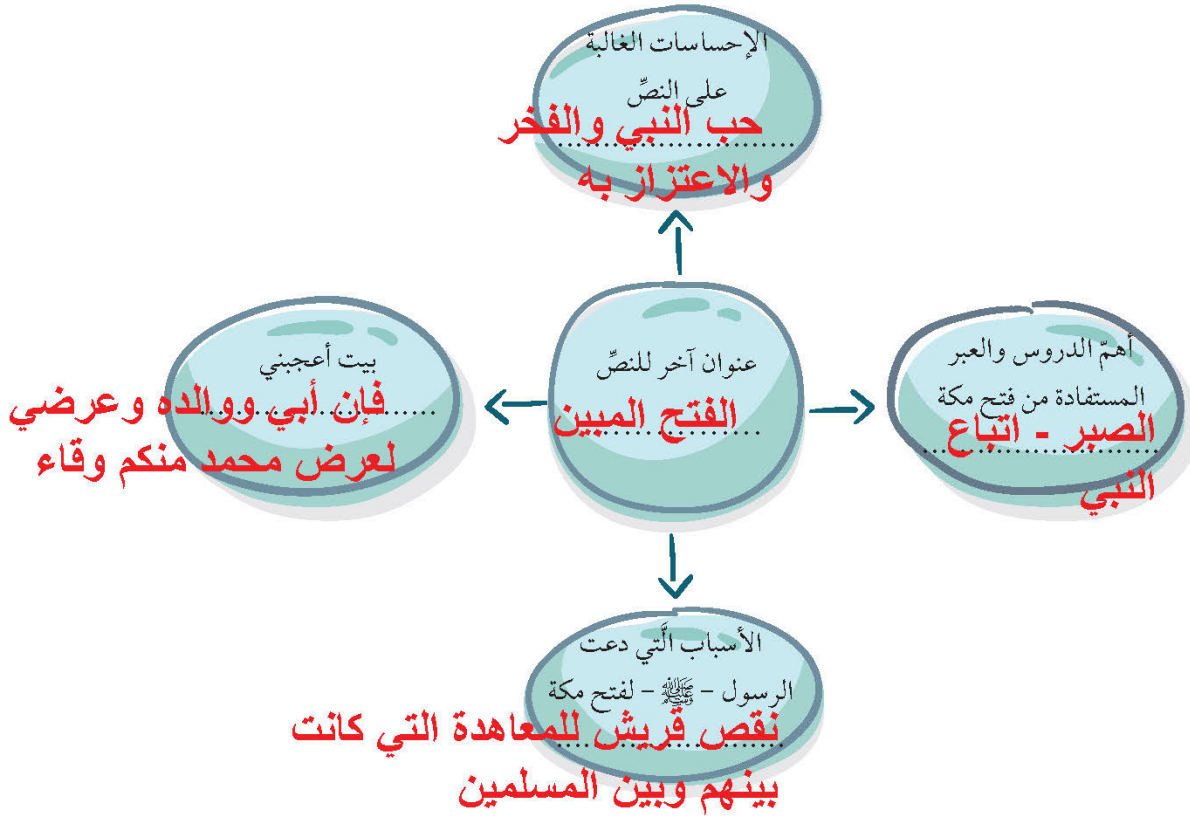 الإحساسات الغالبة
على النصِّ
حب النبي والفخر
والاعتزاز به
أهمّ الدروس والعبر
المستفادة من فتح مكة
الصبر - اتباع
النبي
عنوان آخر للنصِّ
الفتح المبين
بيت أعجبني
فإن أبي ووالده وعرضي
لعرض محمد منكم وقاء
الأسباب الَّتي دعت
الرسول - ﷺ - لفتح مكة
نقص قريش للمعاهدة التي كانت
بينهم وبين المسلمين